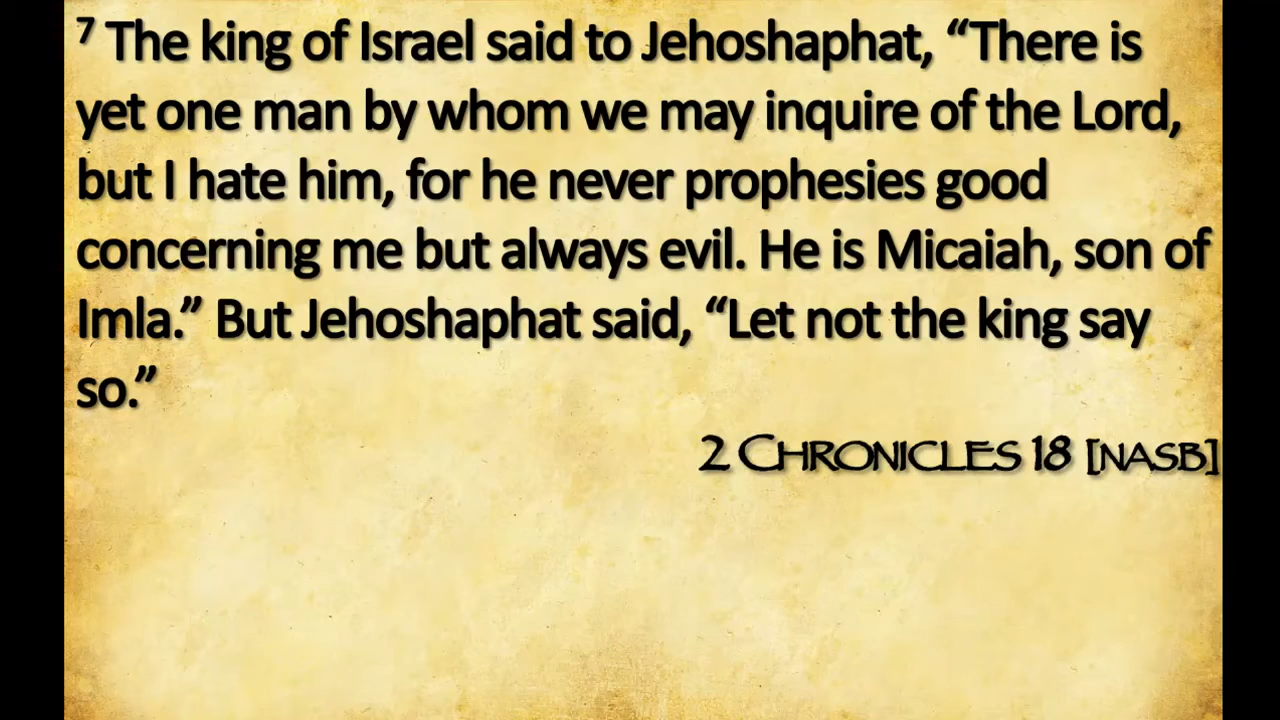 ⁷ The king of Israel said to Jehoshaphat, “There is
yet one man by whom we may inquire of the Lord,
but I hate him, for he never prophesies good
concerning me but always evil. He is Micaiah, son of
Imla.” But Jehoshaphat said, “Let not the king say
so.”
2 Chronicles 18 [NASB]